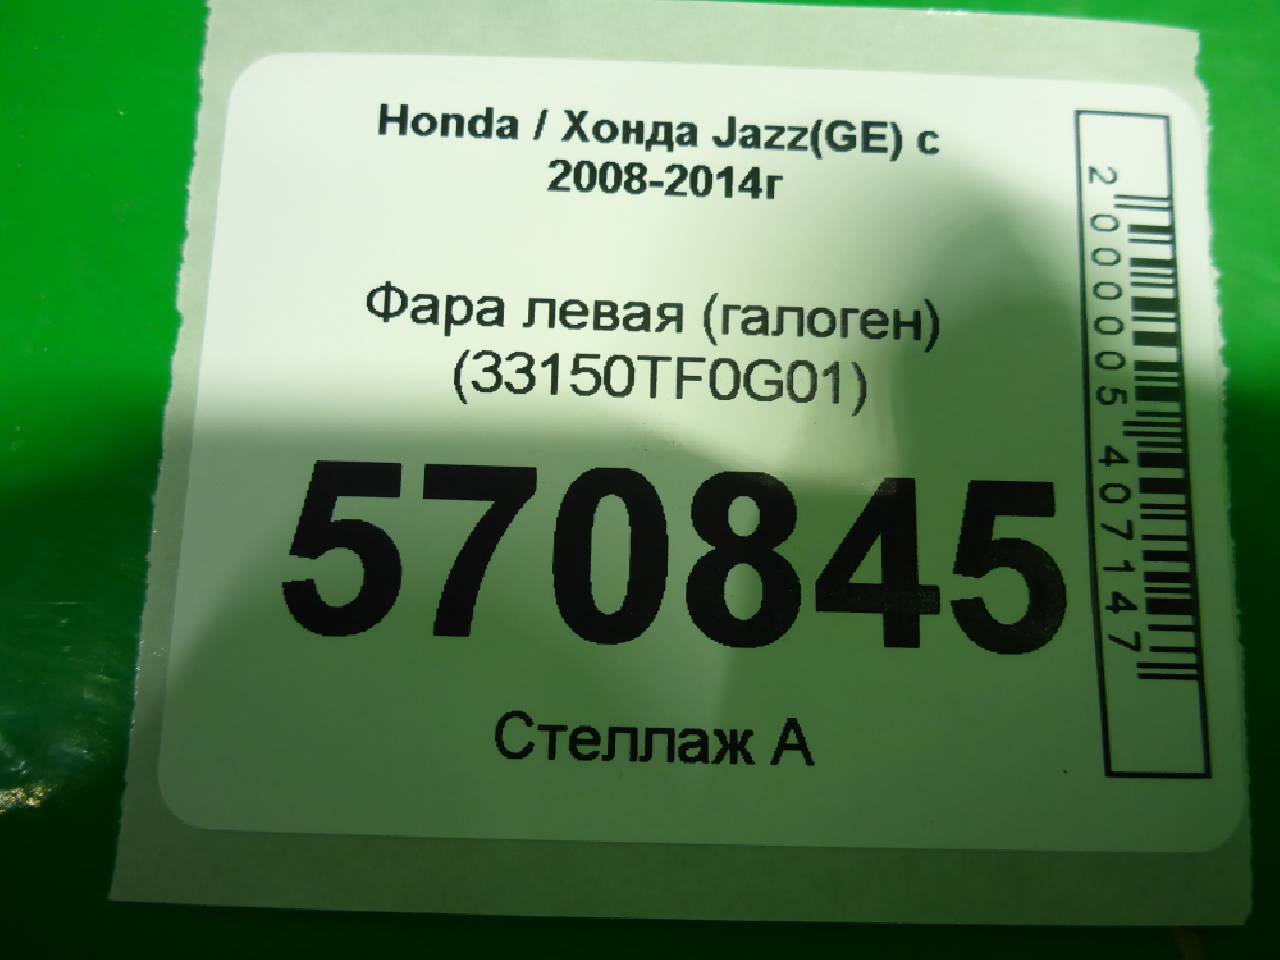 Honda / Хонда Jazz(GE) с
2008-2014г
Фара левая (галоген)
(33150TF0G01)
570845
Стеллаж А
2000005407147